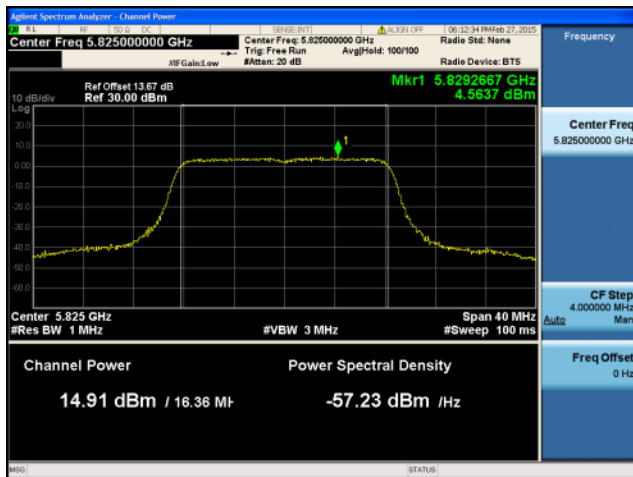 Agilent Spectrum Analyzer - Channel Power
RL RF 50 Ω DC SENSE:INT ALIGN OFF 06:12:34 PMFeb 27, 2015
Center Freq 5.825000000 GHz
Center Freq: 5.825000000 GHz
Radio Std: None
Trig: Free Run Avg|Hold: 100/100
#IFGain:Low #Atten: 20 dB Radio Device: BTS
Frequency
Mkr1 5.8292667 GHz
4.5637 dBm
Ref Offset 13.67 dB
10 dB/div Ref 30.00 dBm
Log
20.0
10.0
0.00
-10.0
-20.0
-30.0
-40.0
-50.0
-60.0
1
Center 5.825 GHz Span 40 MHz
#Res BW 1 MHz #VBW 3 MHz #Sweep 100 ms
Channel Power Power Spectral Density
14.91 dBm / 16.36 MH -57.23 dBm /Hz
Center Freq
5.825000000 GHz
CF Step
4.000000 MHz
Auto Man
Freq Offset
0 Hz
MSG STATUS